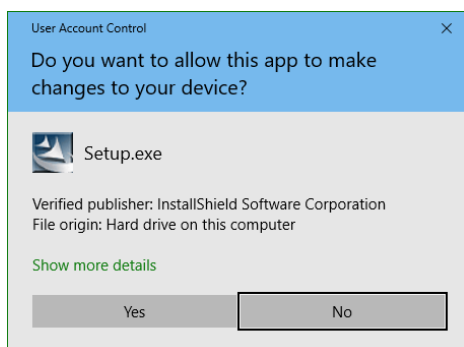 User Account Control
Do you want to allow this app to make
changes to your device?
Setup.exe
Verified publisher: InstallShield Software Corporation
File origin: Hard drive on this computer
Show more details
Yes
No